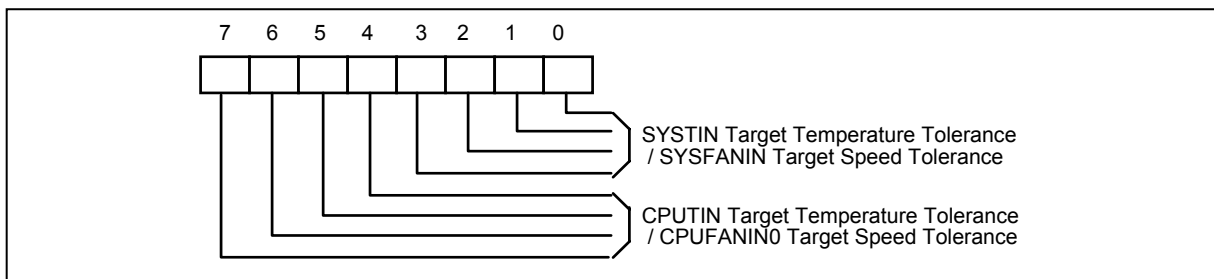 7 6 5 4 3 2 1 0
SYSTIN Target Temperature Tolerance
/ SYSFANIN Target Speed Tolerance
CPUTIN Target Temperature Tolerance
/ CPUFANIN0 Target Speed Tolerance